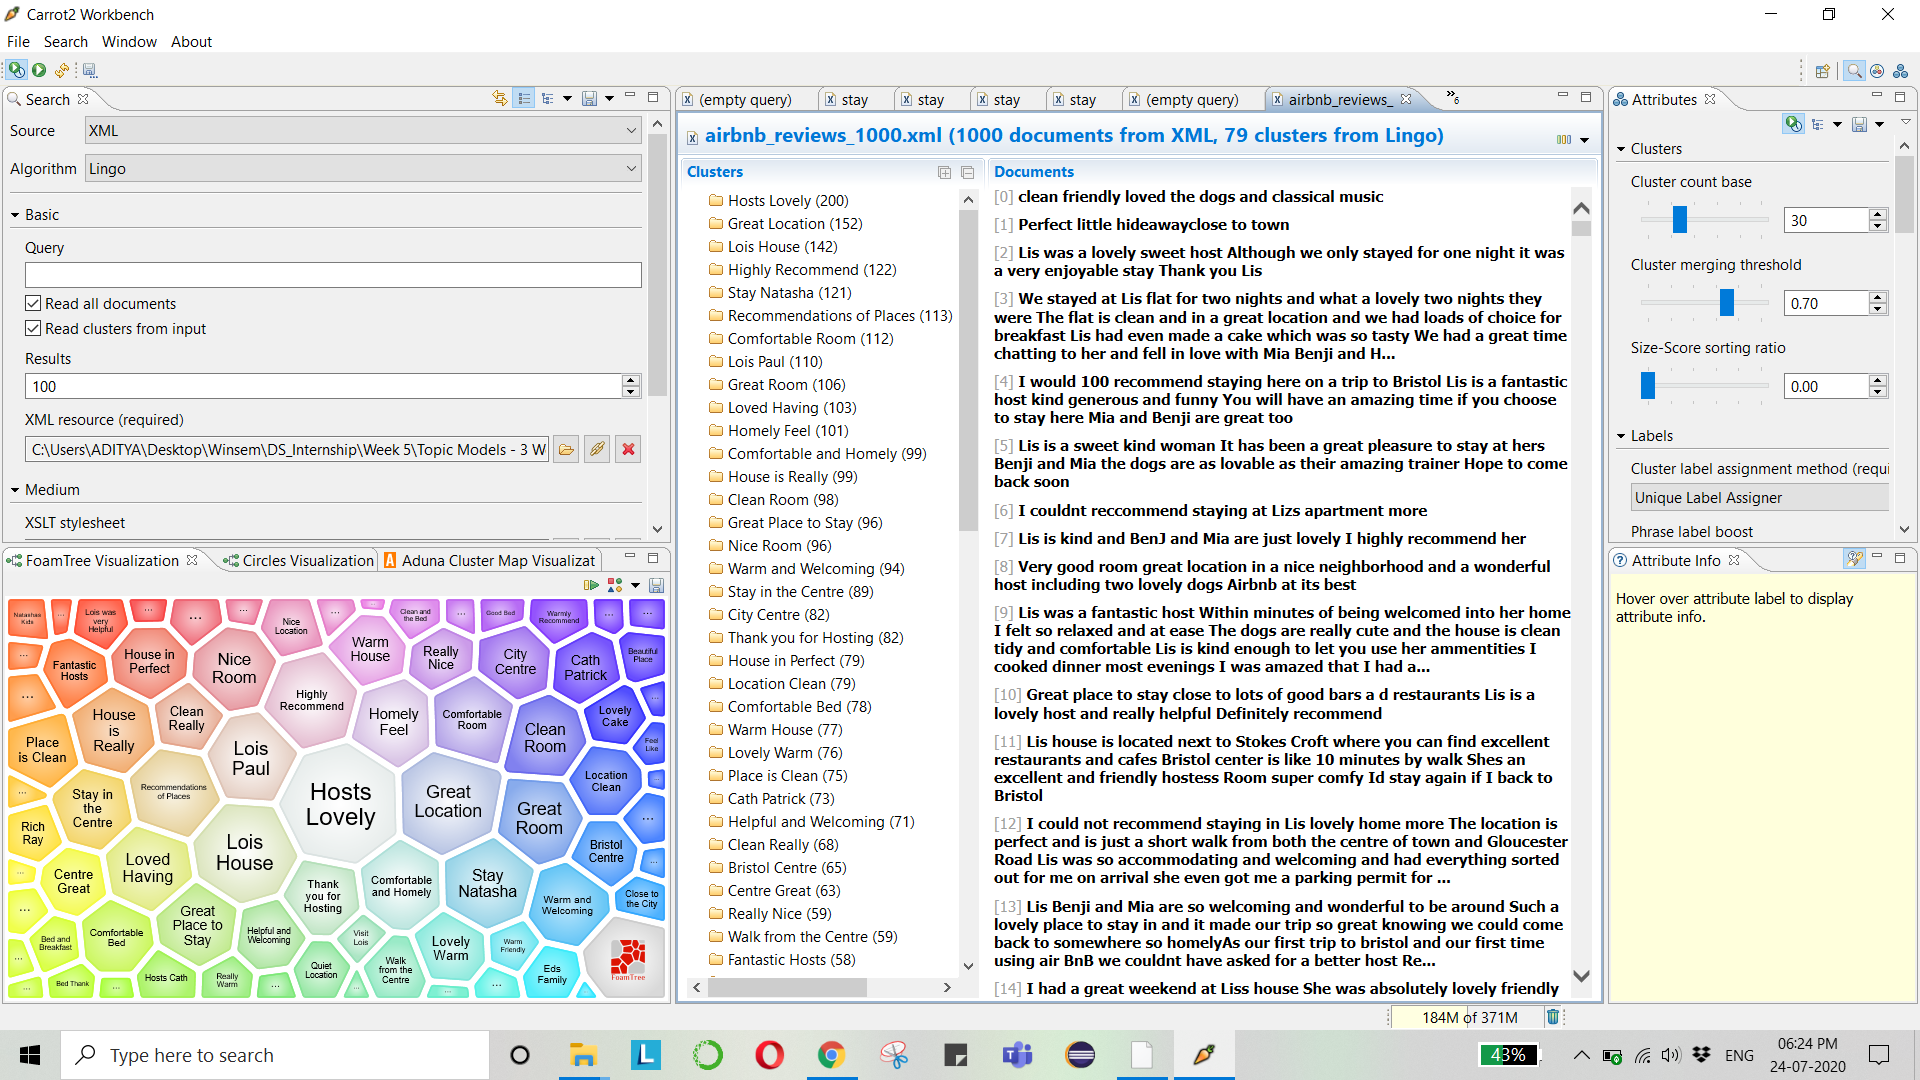 Carrot2 Workbench
File Search Window About
Search
Source XML
Algorithm Lingo
Basic
Query
Read all documents
Read clusters from input
Results
100
XML resource (required)
C:\Users\ADITYA\Desktop\Winsem\DS_Internship\Week 5\Topic Models - 3 W
Medium
XSLT stylesheet
FoamTree Visualization Circles Visualization Aduna Cluster Map Visualizat
Natashas Kids
...
Lois was very Helpful
...
...
...
Nice Location
...
Clean and the Bed
...
Good Bed
Warmly Recommend
...
...
...
Fantastic Hosts
House in Perfect
Nice Room
Highly Recommend
Warm House
Really Nice
City Centre
Cath Patrick
Beautiful Place
...
House is Really
Clean Really
Lois Paul
Homely Feel
Comfortable Room
Clean Room
Lovely Cake
...
Feel Like
Place is Clean
Recommendations of Places
Hosts Lovely
Great Location
Great Room
Location Clean
...
Stay in the Centre
Rich Ray
Lois House
Loved Having
Bristol Centre
...
...
Centre Great
Thank you for Hosting
Comfortable and Homely
Stay Natasha
Warm and Welcoming
Close to the City
...
Great Place to Stay
Comfortable Bed
Bed and Breakfast
Helpful and Welcoming
Visit Lois
Lovely Warm
Warm Friendly
Eds Family
FoamTree
...
Bed Thank
...
Hosts Cath
Really Warm
...
Quiet Location
...
Walk from the Centre
...
...
(empty query) stay stay stay stay (empty query) airbnb_reviews_ »6
airbnb_reviews_1000.xml (1000 documents from XML, 79 clusters from Lingo)
Clusters
Hosts Lovely (200)
Great Location (152)
Lois House (142)
Highly Recommend (122)
Stay Natasha (121)
Recommendations of Places (113)
Comfortable Room (112)
Lois Paul (110)
Great Room (106)
Loved Having (103)
Homely Feel (101)
Comfortable and Homely (99)
House is Really (99)
Clean Room (98)
Great Place to Stay (96)
Nice Room (96)
Warm and Welcoming (94)
Stay in the Centre (89)
City Centre (82)
Thank you for Hosting (82)
House in Perfect (79)
Location Clean (79)
Comfortable Bed (78)
Warm House (77)
Lovely Warm (76)
Place is Clean (75)
Cath Patrick (73)
Helpful and Welcoming (71)
Clean Really (68)
Bristol Centre (65)
Centre Great (63)
Really Nice (59)
Walk from the Centre (59)
Fantastic Hosts (58)
Documents
[0] clean friendly loved the dogs and classical music
[1] Perfect little hideawayclose to town
[2] Lis was a lovely sweet host Although we only stayed for one night it was
a very enjoyable stay Thank you Lis
[3] We stayed at Lis flat for two nights and what a lovely two nights they
were The flat is clean and in a great location and we had loads of choice for
breakfast Lis had even made a cake which was so tasty We had a great time
chatting to her and fell in love with Mia Benji and H...
[4] I would 100 recommend staying here on a trip to Bristol Lis is a fantastic
host kind generous and funny You will have an amazing time if you choose
to stay here Mia and Benji are great too
[5] Lis is a sweet kind woman It has been a great pleasure to stay at hers
Benji and Mia the dogs are as lovable as their amazing trainer Hope to come
back soon
[6] I couldnt reccommend staying at Lizs apartment more
[7] Lis is kind and BenJ and Mia are just lovely I highly recommend her
[8] Very good room great location in a nice neighborhood and a wonderful
host including two lovely dogs Airbnb at its best
[9] Lis was a fantastic host Within minutes of being welcomed into her home
I felt so relaxed and at ease The dogs are really cute and the house is clean
tidy and comfortable Lis is kind enough to let you use her ammentities I
cooked dinner most evenings I was amazed that I had a...
[10] Great place to stay close to lots of good bars a d restaurants Lis is a
lovely host and really helpful Definitely recommend
[11] Lis house is located next to Stokes Croft where you can find excellent
restaurants and cafes Bristol center is like 10 minutes by walk Shes an
excellent and friendly hostess Room super comfy Id stay again if I back to
Bristol
[12] I could not recommend staying in Lis lovely home more The location is
perfect and is just a short walk from both the centre of town and Gloucester
Road Lis was so accommodating and welcoming and had everything sorted
out for me on arrival she even got me a parking permit for ...
[13] Lis Benji and Mia are so welcoming and wonderful to be around Such a
lovely place to stay in and it made our trip so great knowing we could come
back to somewhere so homelyAs our first trip to bristol and our first time
using air BnB we couldnt have asked for a better host Re...
[14] I had a great weekend at Liss house She was absolutely lovely friendly
Attributes
Clusters
Cluster count base
30
Cluster merging threshold
0.70
Size-Score sorting ratio
0.00
Labels
Cluster label assignment method (requi
Unique Label Assigner
Phrase label boost
Attribute Info
Hover over attribute label to display
attribute info.
184M of 371M
Type here to search
43%
ENG
06:24 PM
24-07-2020